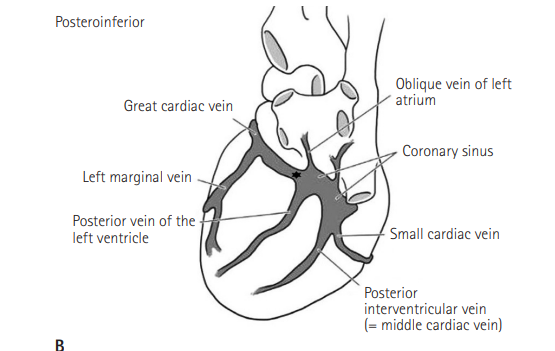 Posteroinferior
Oblique vein of left
atrium
Great cardiac vein
Coronary sinus
Left marginal vein
Posterior vein of the
left ventricle
Small cardiac vein
Posterior
interventricular vein
(= middle cardiac vein)
B